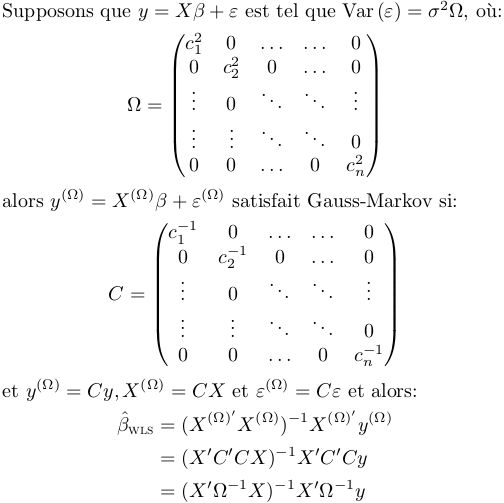 Supposons que $y = X\beta + \varepsilon$ est tel que $\mathrm{Var}\,(\varepsilon) = \sigma^2\Omega$, où:
$\Omega = \begin{pmatrix} c_1^2 & 0 & \dots & \dots & 0 \\ 0 & c_2^2 & 0 & \dots & 0 \\ \vdots & 0 & \ddots & \ddots & \vdots \\ \vdots & \vdots & \ddots & \ddots & 0 \\ 0 & 0 & \dots & 0 & c_n^2 \end{pmatrix}$
alors $y^{(\Omega)} = X^{(\Omega)}\beta + \varepsilon^{(\Omega)}$ satisfait Gauss-Markov si:
$C = \begin{pmatrix} c_1^{-1} & 0 & \dots & \dots & 0 \\ 0 & c_2^{-1} & 0 & \dots & 0 \\ \vdots & 0 & \ddots & \ddots & \vdots \\ \vdots & \vdots & \ddots & \ddots & 0 \\ 0 & 0 & \dots & 0 & c_n^{-1} \end{pmatrix}$
et $y^{(\Omega)} = Cy, X^{(\Omega)} = CX$ et $\varepsilon^{(\Omega)} = C\varepsilon$ et alors:
$\hat{\beta}_{\text{WLS}} = (X^{(\Omega)'}X^{(\Omega)})^{-1}X^{(\Omega)'}y^{(\Omega)}$
$= (X'C'CX)^{-1}X'C'Cy$
$= (X'\Omega^{-1}X)^{-1}X'\Omega^{-1}y$